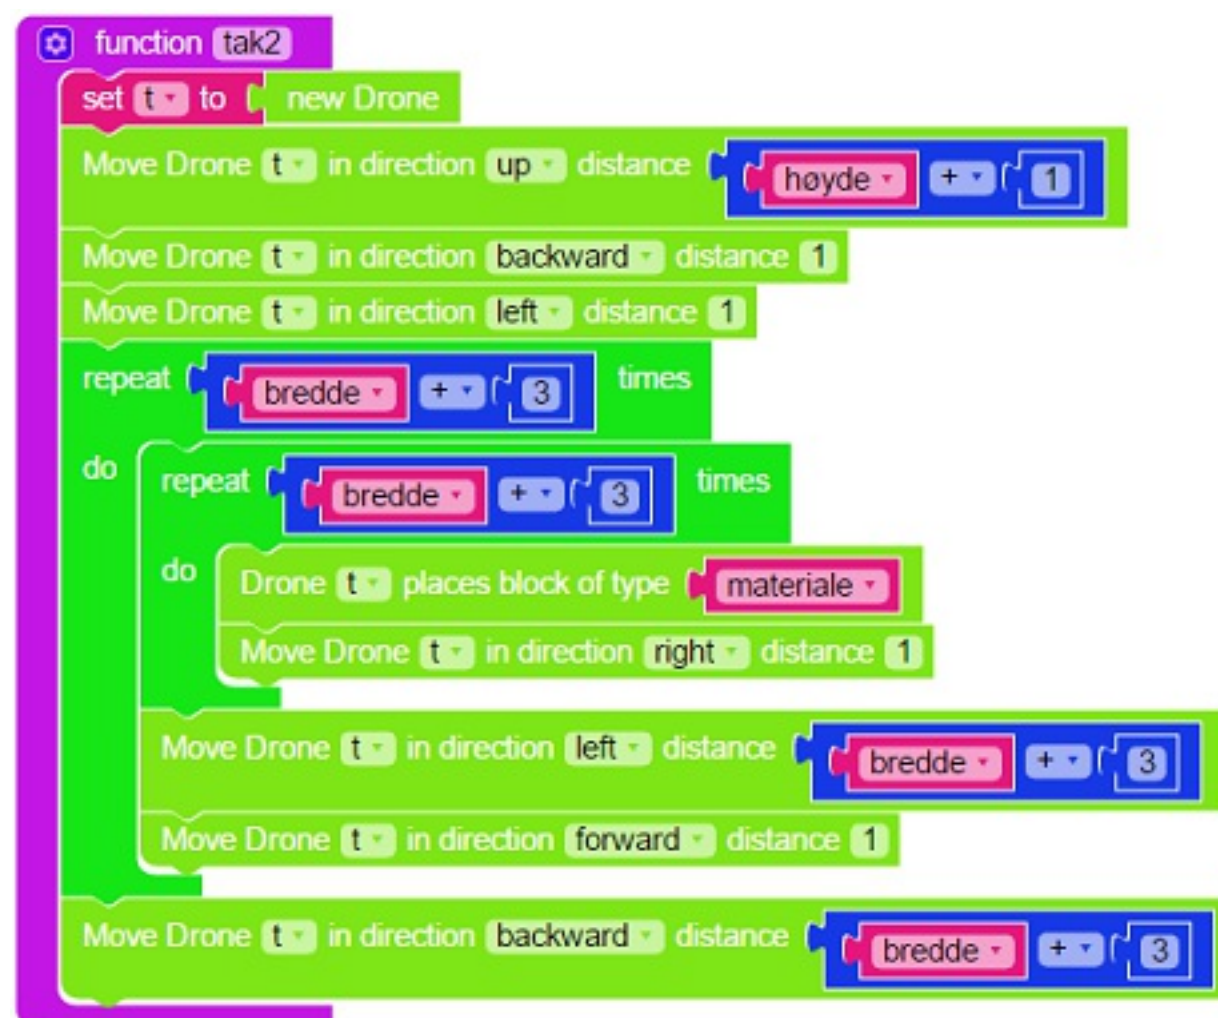 function tak2
set t to new Drone
Move Drone t in direction up distance høyde + 1
Move Drone t in direction backward distance 1
Move Drone t in direction left distance 1
repeat bredde + 3 times
do repeat bredde + 3 times
do Drone t places block of type materiale
Move Drone t in direction right distance 1
Move Drone t in direction left distance bredde + 3
Move Drone t in direction forward distance 1
Move Drone t in direction backward distance bredde + 3